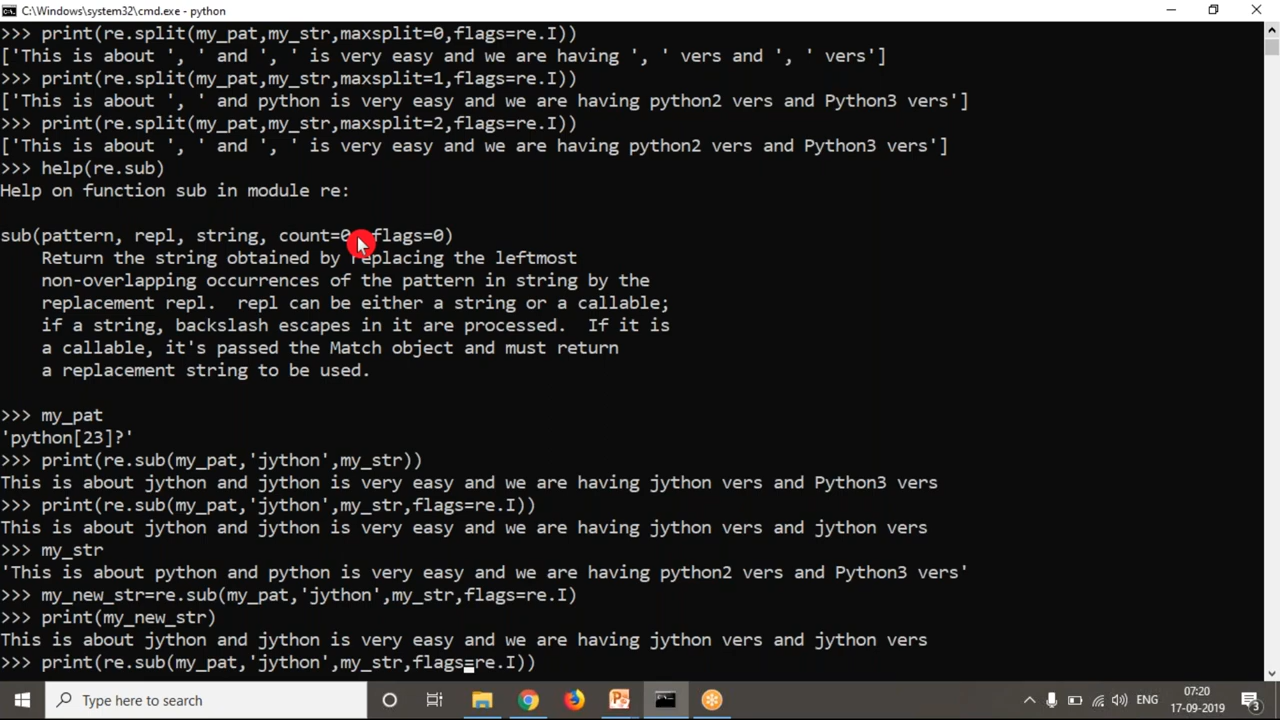 C:\Windows\system32\cmd.exe - python
>>> print(re.split(my_pat,my_str,maxsplit=0,flags=re.I))
['This is about ', ' and ', ' is very easy and we are having ', ' vers and ', ' vers']
>>> print(re.split(my_pat,my_str,maxsplit=1,flags=re.I))
['This is about ', ' and python is very easy and we are having python2 vers and Python3 vers']
>>> print(re.split(my_pat,my_str,maxsplit=2,flags=re.I))
['This is about ', ' and ', ' is very easy and we are having python2 vers and Python3 vers']
>>> help(re.sub)
Help on function sub in module re:
sub(pattern, repl, string, count=0, flags=0)
    Return the string obtained by replacing the leftmost
    non-overlapping occurrences of the pattern in string by the
    replacement repl.  repl can be either a string or a callable;
    if a string, backslash escapes in it are processed.  If it is
    a callable, it's passed the Match object and must return
    a replacement string to be used.
>>> my_pat
'python[23]?'
>>> print(re.sub(my_pat,'jython',my_str))
This is about jython and jython is very easy and we are having jython vers and Python3 vers
>>> print(re.sub(my_pat,'jython',my_str,flags=re.I))
This is about jython and jython is very easy and we are having jython vers and jython vers
>>> my_str
'This is about python and python is very easy and we are having python2 vers and Python3 vers'
>>> my_new_str=re.sub(my_pat,'jython',my_str,flags=re.I)
>>> print(my_new_str)
This is about jython and jython is very easy and we are having jython vers and jython vers
>>> print(re.sub(my_pat,'jython',my_str,flags=re.I))
Type here to search
ENG
07:20
17-09-2019
3